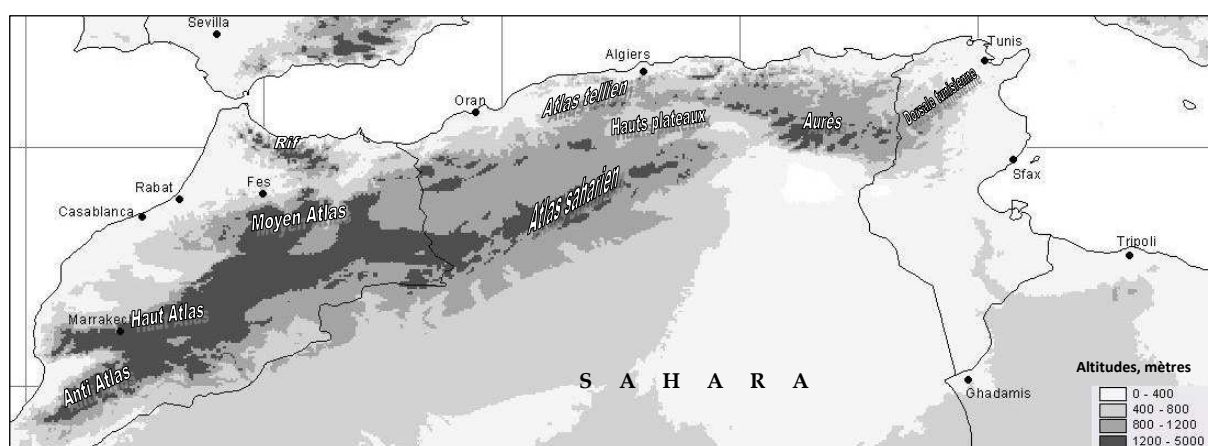 Sevilla
Tunis
Algiers
Oran
Atlas tellien
Dorsale tunisienne
Hauts plateaux
Aurès
Rif
Sfax
Rabat
Fes
Atlas saharien
Casablanca
Moyen Atlas
Tripoli
Marrakech
Haut Atlas
Anti Atlas
S A H A R A
Ghadamis
Altitudes, mètres
0 - 400
400 - 800
800 - 1200
1200 - 5000